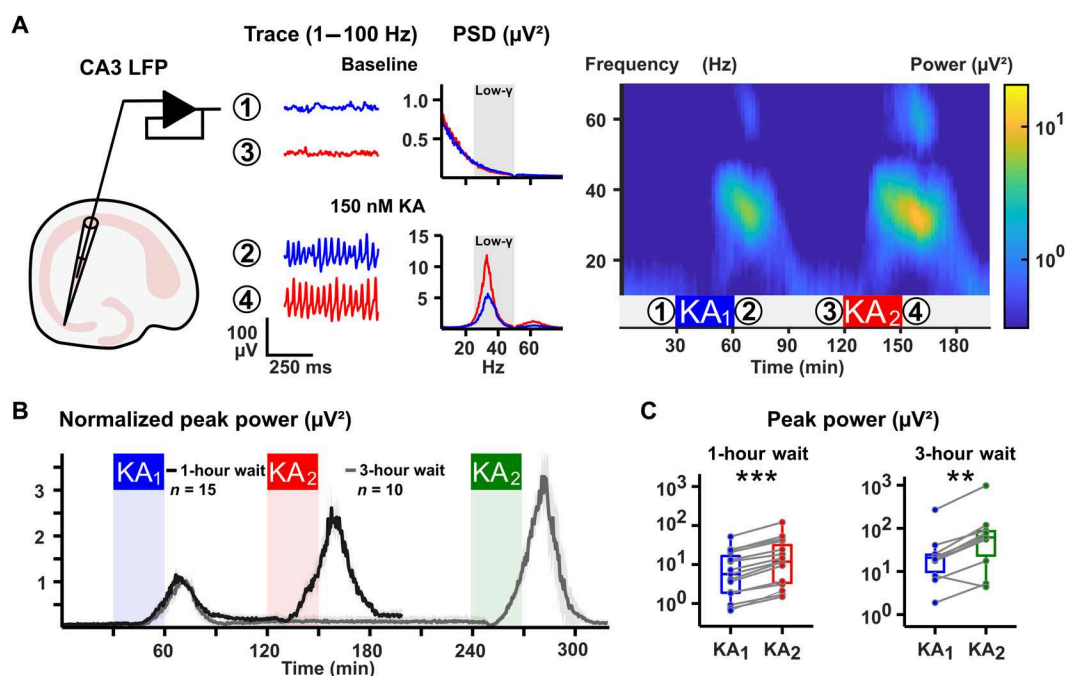 A
Trace (1–100 Hz)
PSD (µV²)
CA3 LFP
Baseline
1
3
Low-γ
1.0
0.5
150 nM KA
2
4
Low-γ
15
10
5
100
µV
250 ms
20 40 60
Hz
Frequency (Hz)
Power (µV²)
60
40
20
10¹
10⁰
1 KA₁ 2 3 KA₂ 4
30 60 90 120 150 180
Time (min)
B
Normalized peak power (µV²)
KA₁
1-hour wait
n = 15
KA₂
3-hour wait
n = 10
KA₂
3
2
1
60 120 180 240 300
Time (min)
C
Peak power (µV²)
1-hour wait
***
10³
10²
10¹
10⁰
KA₁ KA₂
3-hour wait
**
10³
10²
10¹
10⁰
KA₁ KA₂